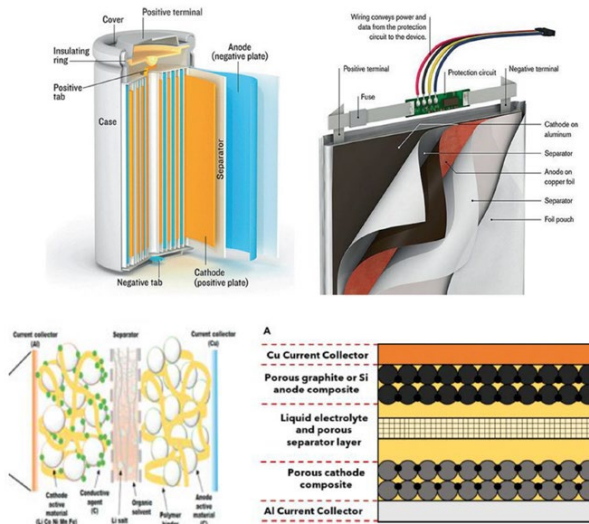 Cover
Positive terminal
Insulating
ring
Positive
tab
Case
Anode
(negative plate)
Separator
Cathode
(positive plate)
Negative tab
Wiring conveys power and
data from the protection
circuit to the device.
Positive terminal
Negative terminal
Protection circuit
Fuse
Cathode on
aluminum
Separator
Anode on
copper foil
Separator
Foil pouch
Current collector
(Al)
Separator
Current collector
(Cu)
Cathode
active
material
Conductive
agent
(C)
Li salt
Organic
solvent
Polymer
Anode
active
material
A
Cu Current Collector
Porous graphite or Si
anode composite
Liquid electrolyte
and porous
separator layer
Porous cathode
composite
Al Current Collector